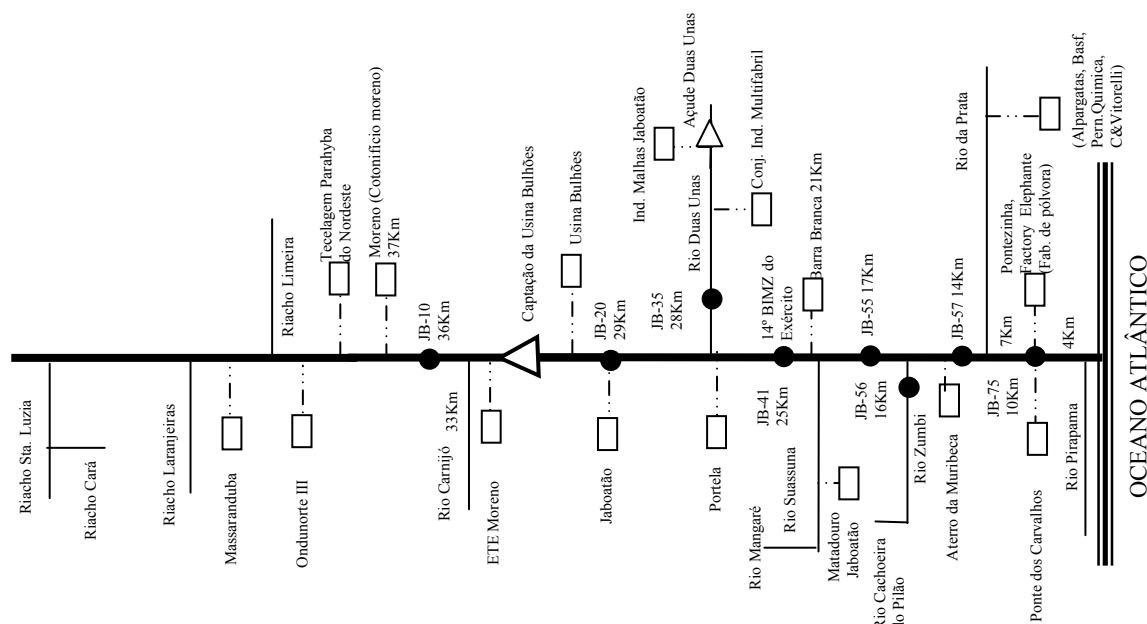 Riacho Sta. Luzia
Riacho Cará
Riacho Laranjeiras
Massaranduba
Ondunorte III
Riacho Limeira
Tecelagem Parahyba
do Nordeste
Moreno (Cotonifício moreno)
37Km
JB-10
36Km
Rio Carnijó
33Km
ETE Moreno
Captação da Usina Bulhões
Usina Bulhões
JB-20
29Km
Jaboatão
JB-35
28Km
Ind. Malhas Jaboatão
Rio Duas Unas
Açude Duas Unas
Conj. Ind. Multifabril
Portela
14º BIMZ do
Exército
JB-41
25Km
Barra Branca 21Km
Rio Mangaré
Rio Suassuna
Matadouro
Jaboatão
JB-55 17Km
JB-56
16Km
Rio Cachoeira
do Pilão
Rio Zumbi
Aterro da Muribeca
JB-57 14Km
Rio da Prata
(Alpargatas, Basf,
Pern.Quimica,
C&Vitorelli)
7Km
Pontezinha,
Factory Elephante
(Fab. de pólvora)
JB-75
10Km
Ponte dos Carvalhos
4Km
Rio Pirapama
OCEANO ATLÂNTICO